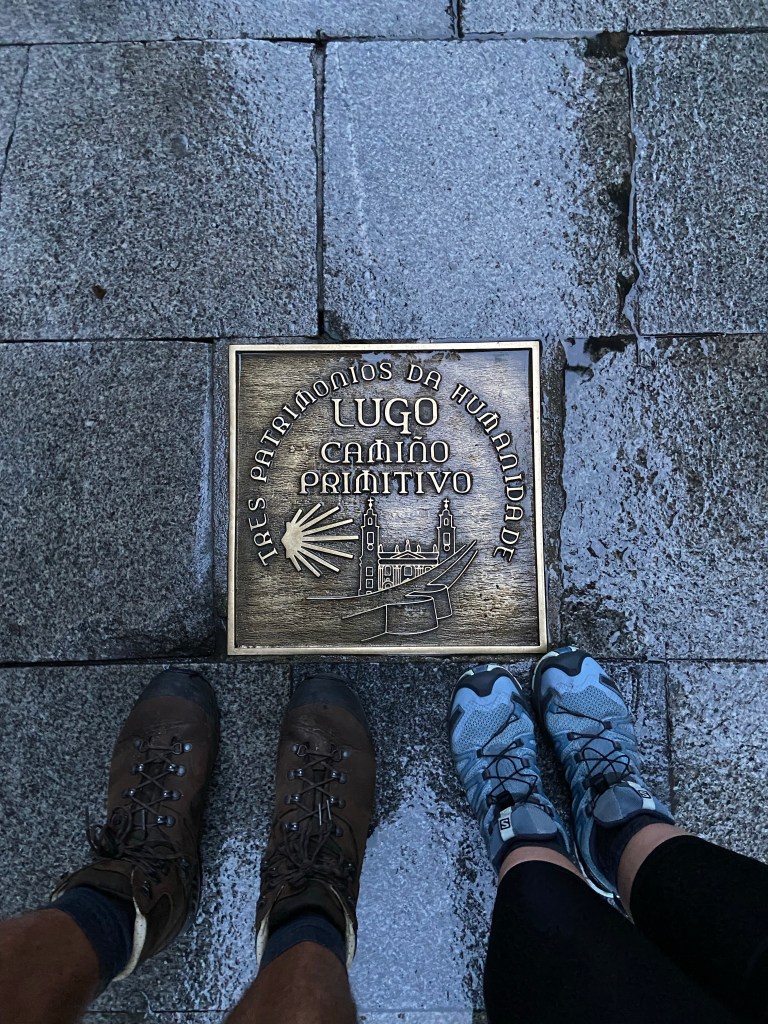 TRES PATRIMONIOS DA HUMANIDADE
LUGO
CAMIÑO
PRIMITIVO
S